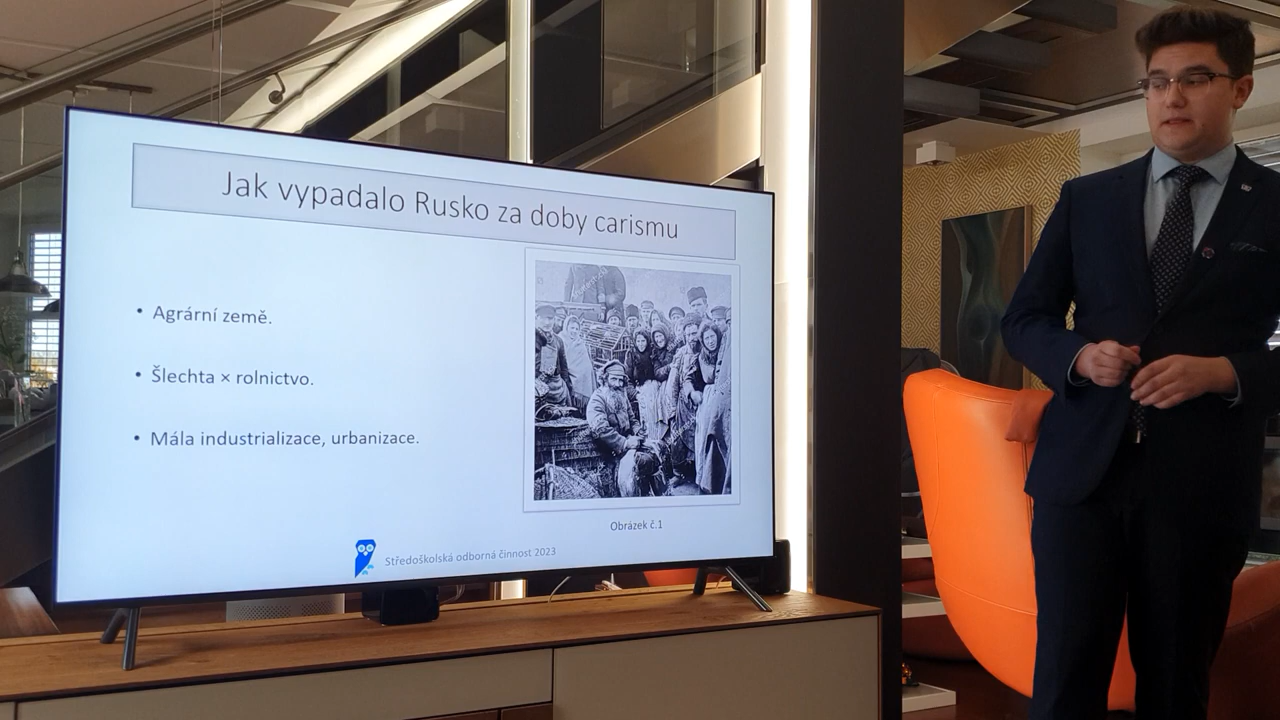 Jak vypadalo Rusko za doby carismu
• Agrární země.
• Šlechta × rolnictvo.
• Mála industrializace, urbanizace.
Obrázek č.1
Středoškolská odborná činnost 2023